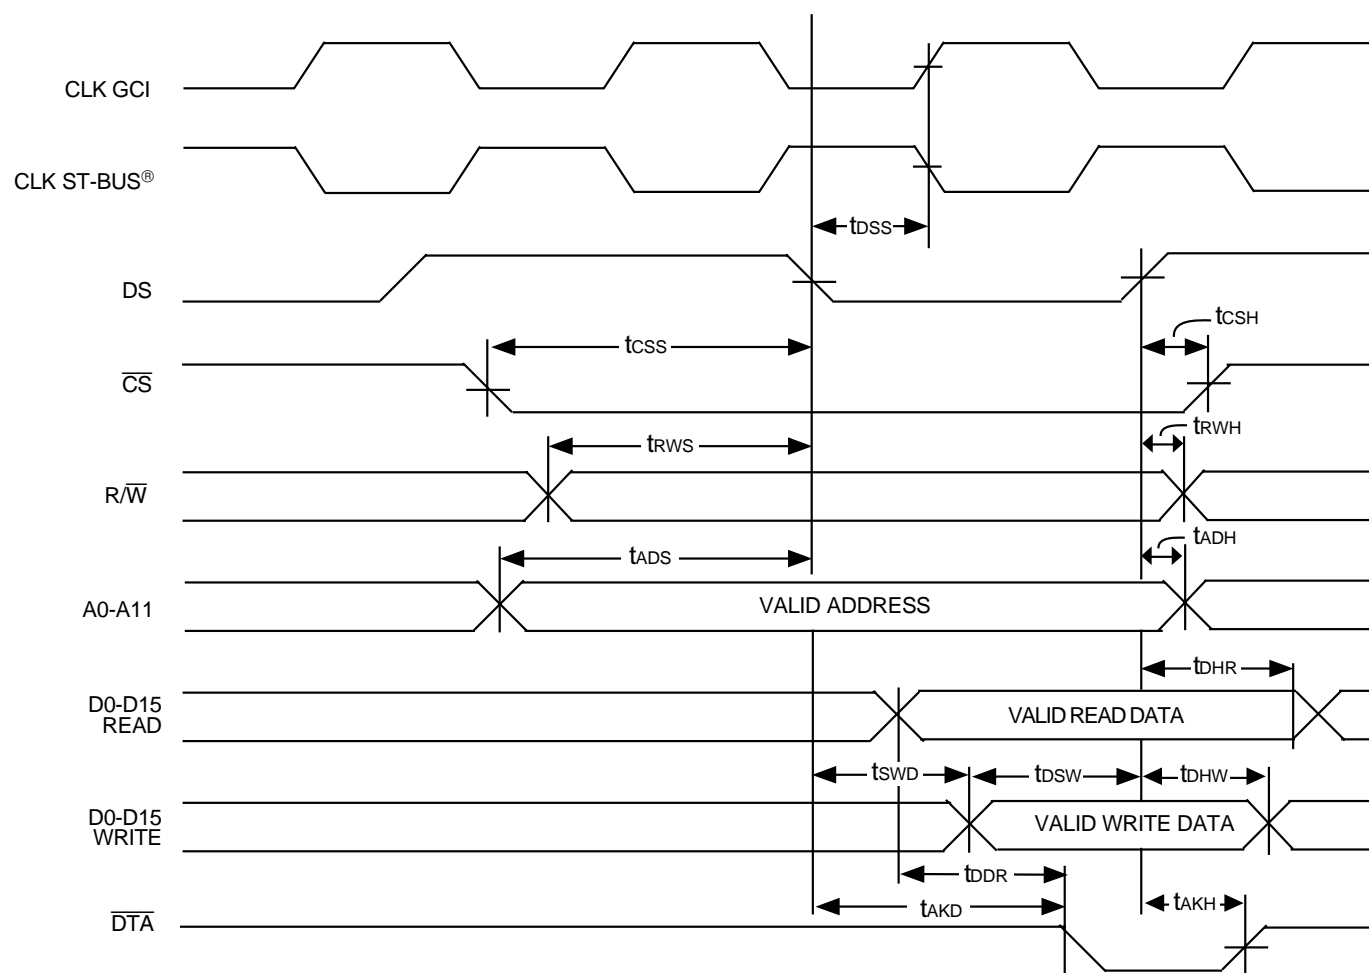 CLK GCI
CLK ST-BUS®
tDSS
DS
tCSH
tCSS
CS
tRWH
tRWS
R/W
tADH
tADS
A0-A11
VALID ADDRESS
tDHR
D0-D15
READ
VALID READ DATA
tSWD
tDSW
tDHW
D0-D15
WRITE
VALID WRITE DATA
tDDR
tAKD
tAKH
DTA